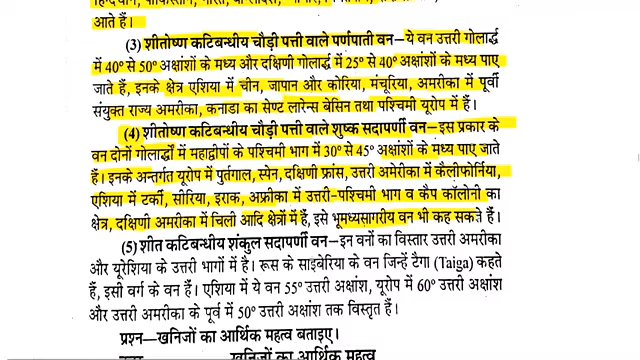 आते हैं।
(3) शीतोष्ण कटिबन्धीय चौड़ी पत्ती वाले पर्णपाती वन–ये वन उत्तरी गोलार्द्ध
में 40° से 50° अक्षांशों के मध्य और दक्षिणी गोलार्द्ध में 25° से 40° अक्षांशों के मध्य पाए
जाते हैं, इनके क्षेत्र एशिया में चीन, जापान और कोरिया, मंचूरिया, अमरीका में पूर्वी
संयुक्त राज्य अमरीका, कनाडा का सेण्ट लारेन्स बेसिन तथा पश्चिमी यूरोप में है।
(4) शीतोष्ण कटिबन्धीय चौड़ी पत्ती वाले शुष्क सदापर्णी वन–इस प्रकार के
वन दोनों गोलार्द्धों में महाद्वीपों के पश्चिमी भाग में 30° से 45° अक्षांशों के मध्य पाए जाते
हैं। इनके अन्तर्गत यूरोप में पुर्तगाल, स्पेन, दक्षिणी फ्रांस, उत्तरी अमेरिका में कैलीफोर्निया,
एशिया में टर्की, सीरिया, इराक, अफ्रीका में उत्तरी-पश्चिमी भाग व कैप कॉलोनी का
क्षेत्र, दक्षिणी अमेरिका में चिली आदि क्षेत्रों में हैं, इसे भूमध्यसागरीय वन भी कह सकते हैं।
(5) शीत कटिबन्धीय शंकुल सदापर्णी वन–इन वनों का विस्तार उत्तरी अमरीका
और यूरेशिया के उत्तरी भागों में है। रूस के साइबेरिया के वन जिन्हें टैगा (Taiga) कहते
हैं, इसी वर्ग के वन हैं। एशिया में ये वन 55° उत्तरी अक्षांश, यूरोप में 60° उत्तरी अक्षांश
और उत्तरी अमरीका के पूर्व में 50° उत्तरी अक्षांश तक विस्तृत हैं।
प्रश्न–खनिजों का आर्थिक महत्व बताइए।
खनिजों का आर्थिक महत्व